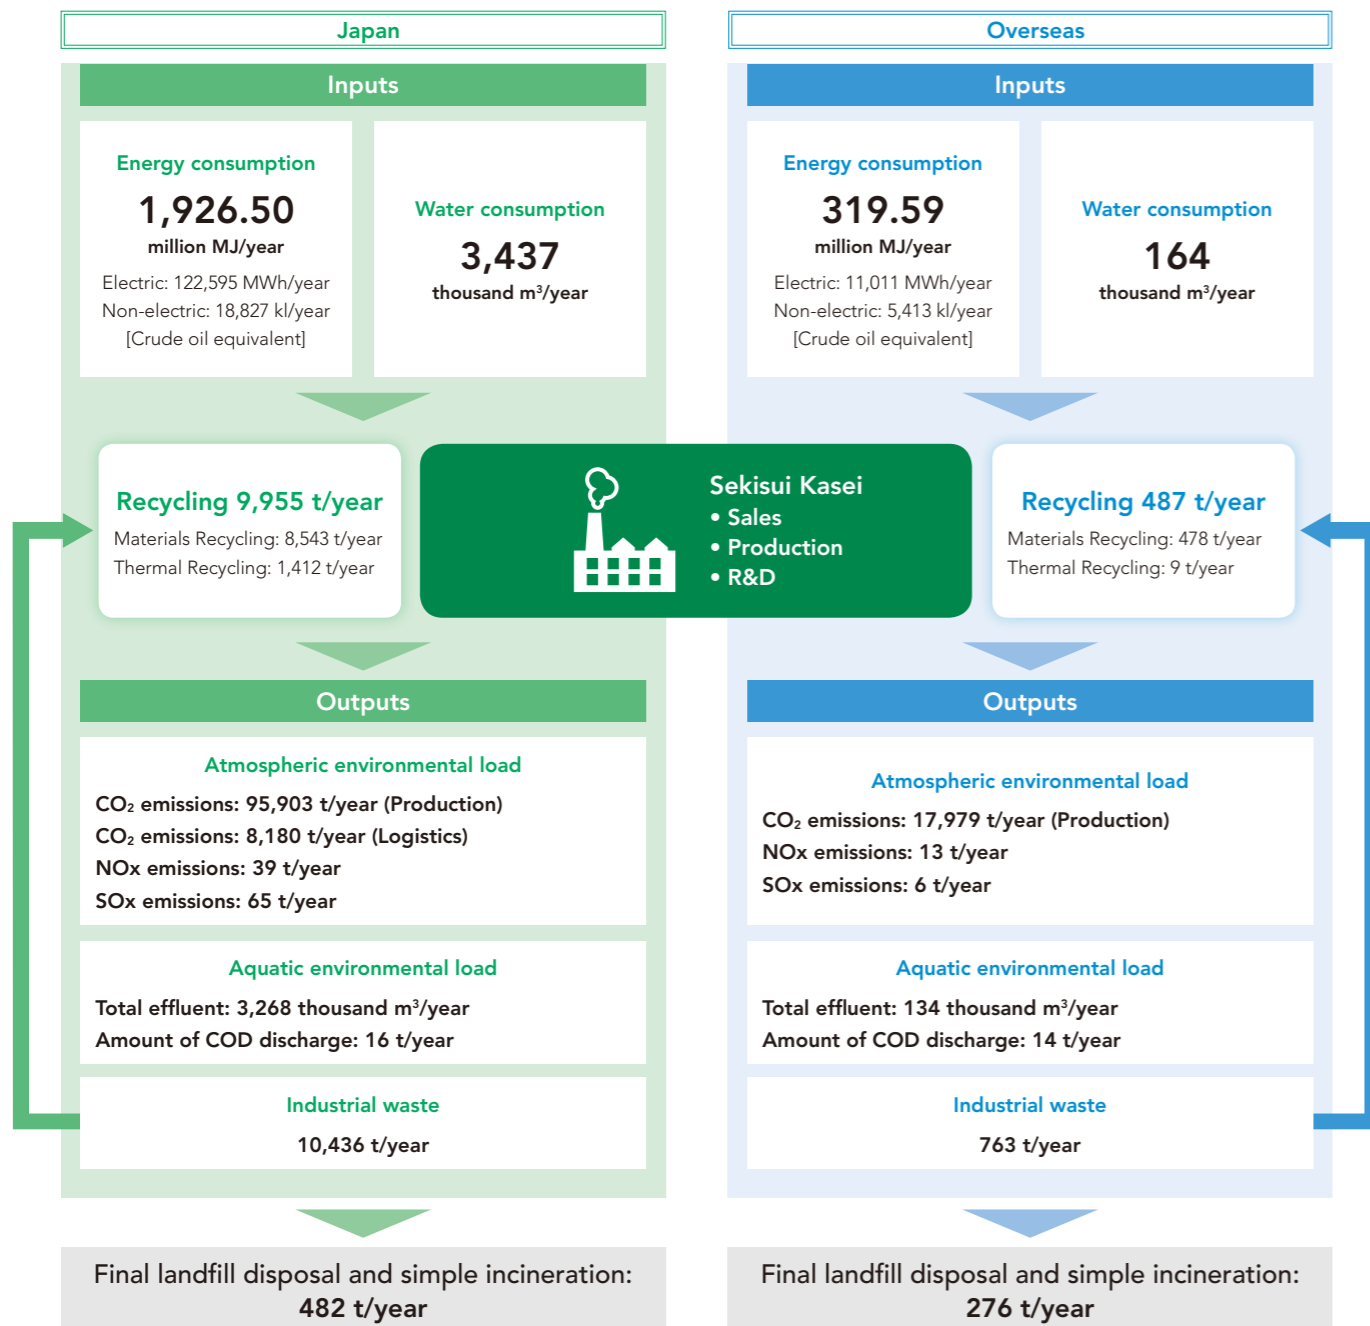 Japan
Inputs
Energy consumption
1,926.50
million MJ/year
Electric: 122,595 MWh/year
Non-electric: 18,827 kl/year
[Crude oil equivalent]
Water consumption
3,437
thousand m³/year
Recycling 9,955 t/year
Materials Recycling: 8,543 t/year
Thermal Recycling: 1,412 t/year
Sekisui Kasei
• Sales
• Production
• R&D
Outputs
Atmospheric environmental load
CO₂ emissions: 95,903 t/year (Production)
CO₂ emissions: 8,180 t/year (Logistics)
NOx emissions: 39 t/year
SOx emissions: 65 t/year
Aquatic environmental load
Total effluent: 3,268 thousand m³/year
Amount of COD discharge: 16 t/year
Industrial waste
10,436 t/year
Final landfill disposal and simple incineration:
482 t/year
Overseas
Inputs
Energy consumption
319.59
million MJ/year
Electric: 11,011 MWh/year
Non-electric: 5,413 kl/year
[Crude oil equivalent]
Water consumption
164
thousand m³/year
Recycling 487 t/year
Materials Recycling: 478 t/year
Thermal Recycling: 9 t/year
Outputs
Atmospheric environmental load
CO₂ emissions: 17,979 t/year (Production)
NOx emissions: 13 t/year
SOx emissions: 6 t/year
Aquatic environmental load
Total effluent: 134 thousand m³/year
Amount of COD discharge: 14 t/year
Industrial waste
763 t/year
Final landfill disposal and simple incineration:
276 t/year